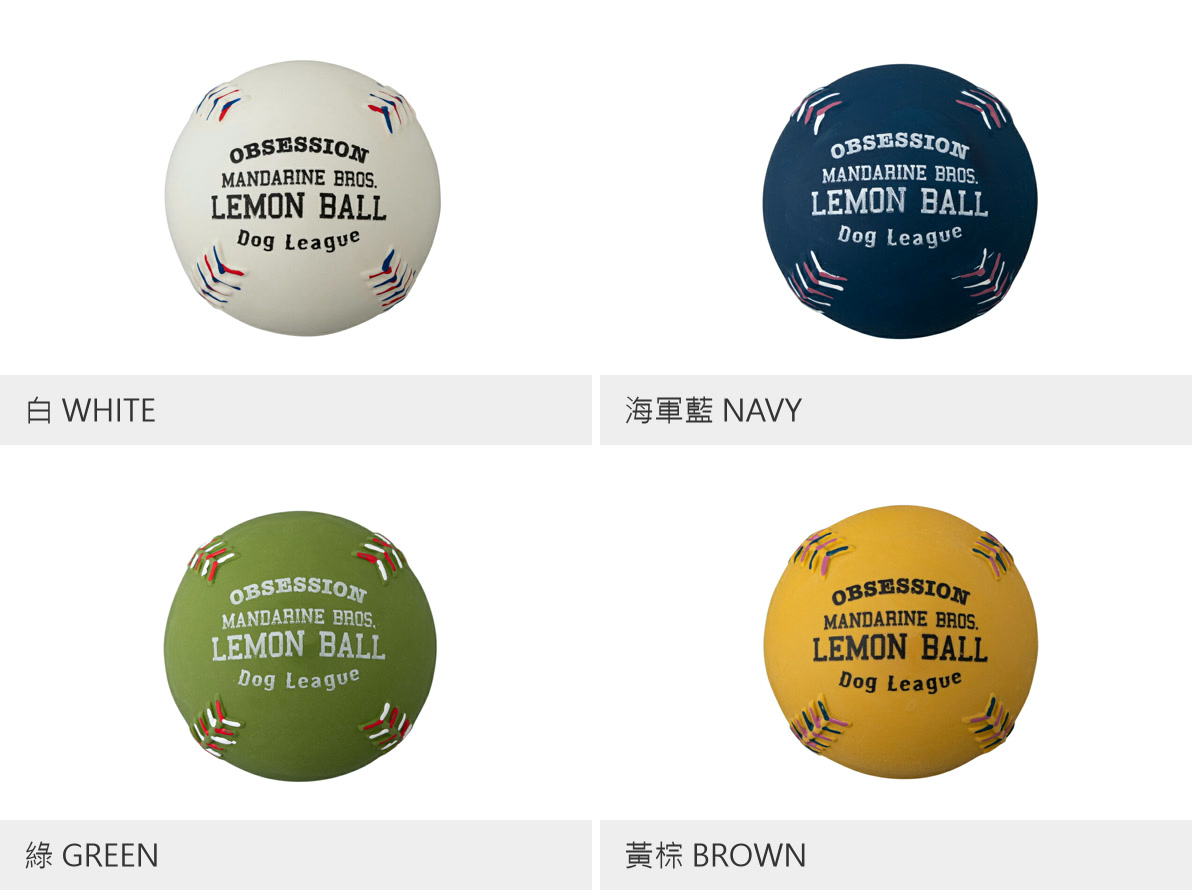 OBSESSION
MANDARINE BROS.
LEMON BALL
Dog League
白 WHITE
OBSESSION
MANDARINE BROS.
LEMON BALL
Dog League
海軍藍 NAVY
OBSESSION
MANDARINE BROS.
LEMON BALL
Dog League
綠 GREEN
OBSESSION
MANDARINE BROS.
LEMON BALL
Dog League
黃棕 BROWN